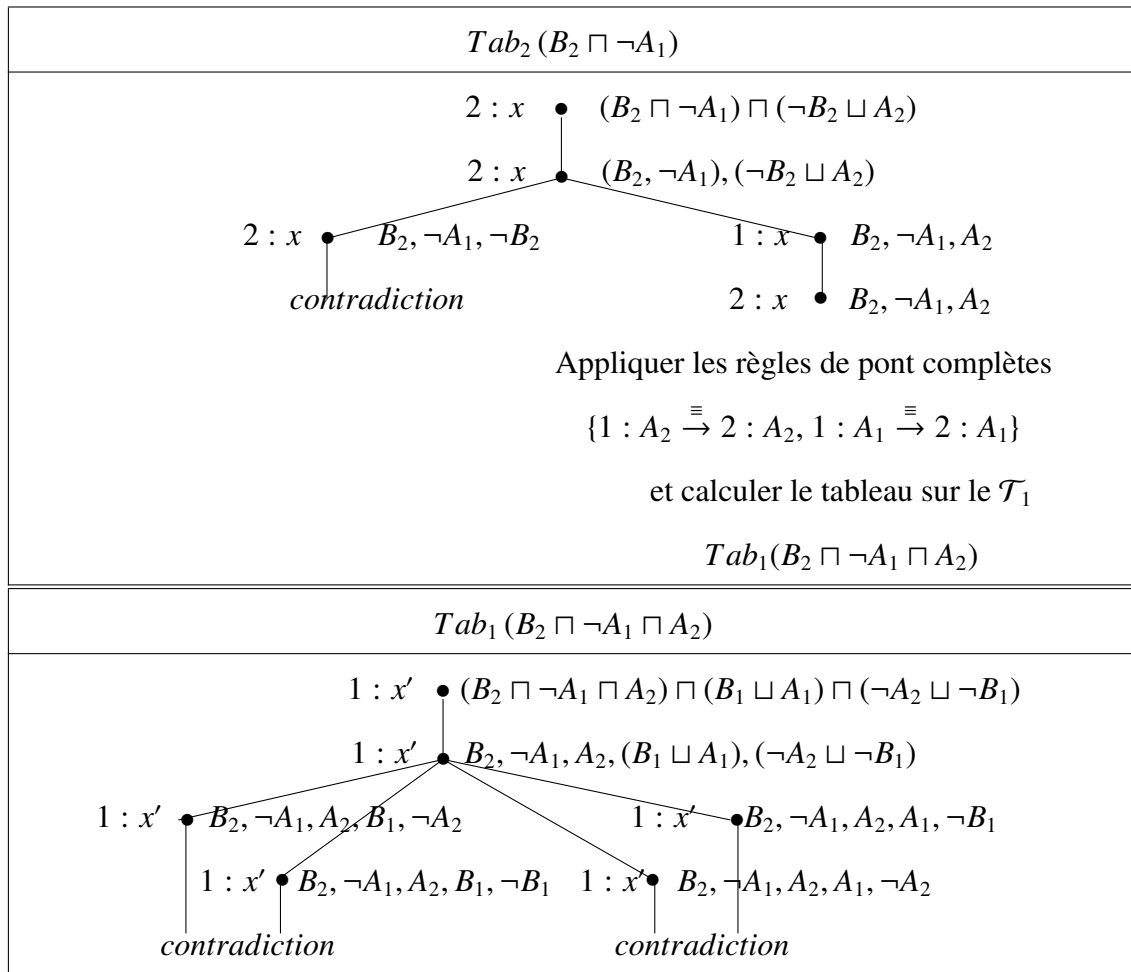 Tab₂ (B₂ ⊓ ¬A₁)
2 : x • (B₂ ⊓ ¬A₁) ⊓ (¬B₂ ⊔ A₂)
2 : x • (B₂, ¬A₁), (¬B₂ ⊔ A₂)
2 : x • B₂, ¬A₁, ¬B₂ 1 : x • B₂, ¬A₁, A₂
contradiction 2 : x • B₂, ¬A₁, A₂
Appliquer les règles de pont complètes
{1 : A₂ →≡ 2 : A₂, 1 : A₁ →≡ 2 : A₁}
et calculer le tableau sur le 𝒯₁
Tab₁(B₂ ⊓ ¬A₁ ⊓ A₂)
Tab₁ (B₂ ⊓ ¬A₁ ⊓ A₂)
1 : x′ • (B₂ ⊓ ¬A₁ ⊓ A₂) ⊓ (B₁ ⊔ A₁) ⊓ (¬A₂ ⊔ ¬B₁)
1 : x′ • B₂, ¬A₁, A₂, (B₁ ⊔ A₁), (¬A₂ ⊔ ¬B₁)
1 : x′ • B₂, ¬A₁, A₂, B₁, ¬A₂ 1 : x′ • B₂, ¬A₁, A₂, A₁, ¬B₁
1 : x′ • B₂, ¬A₁, A₂, B₁, ¬B₁ 1 : x′ • B₂, ¬A₁, A₂, A₁, ¬A₂
contradiction contradiction